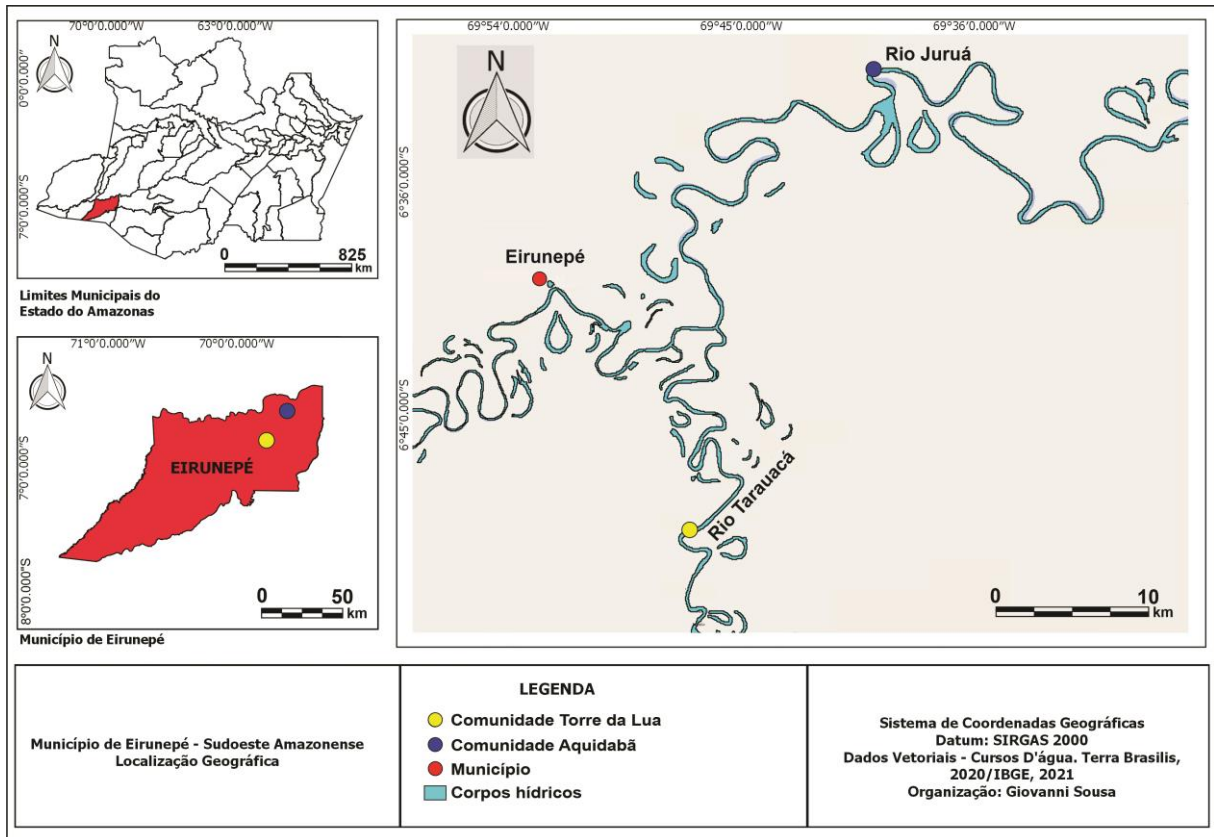 70°0'0.000"W
63°0'0.000"W
N
0°0'0.000"
7°0'0.000"S
0
825
km
Limites Municipais do
Estado do Amazonas
71°0'0.000"W
70°0'0.000"W
N
7°0'0.000"S
8°0'0.000"S
EIRUNEPÉ
0
50
km
Município de Eirunepé
69°54'0.000"W
69°45'0.000"W
69°36'0.000"W
N
6°36'0.000"S
6°45'0.000"S
Rio Juruá
Eirunepé
Rio Tarauacá
0
10
km
Município de Eirunepé - Sudoeste Amazonense
Localização Geográfica
LEGENDA
Comunidade Torre da Lua
Comunidade Aquidabã
Município
Corpos hídricos
Sistema de Coordenadas Geográficas
Datum: SIRGAS 2000
Dados Vetoriais - Cursos D'água. Terra Brasilis,
2020/IBGE, 2021
Organização: Giovanni Sousa